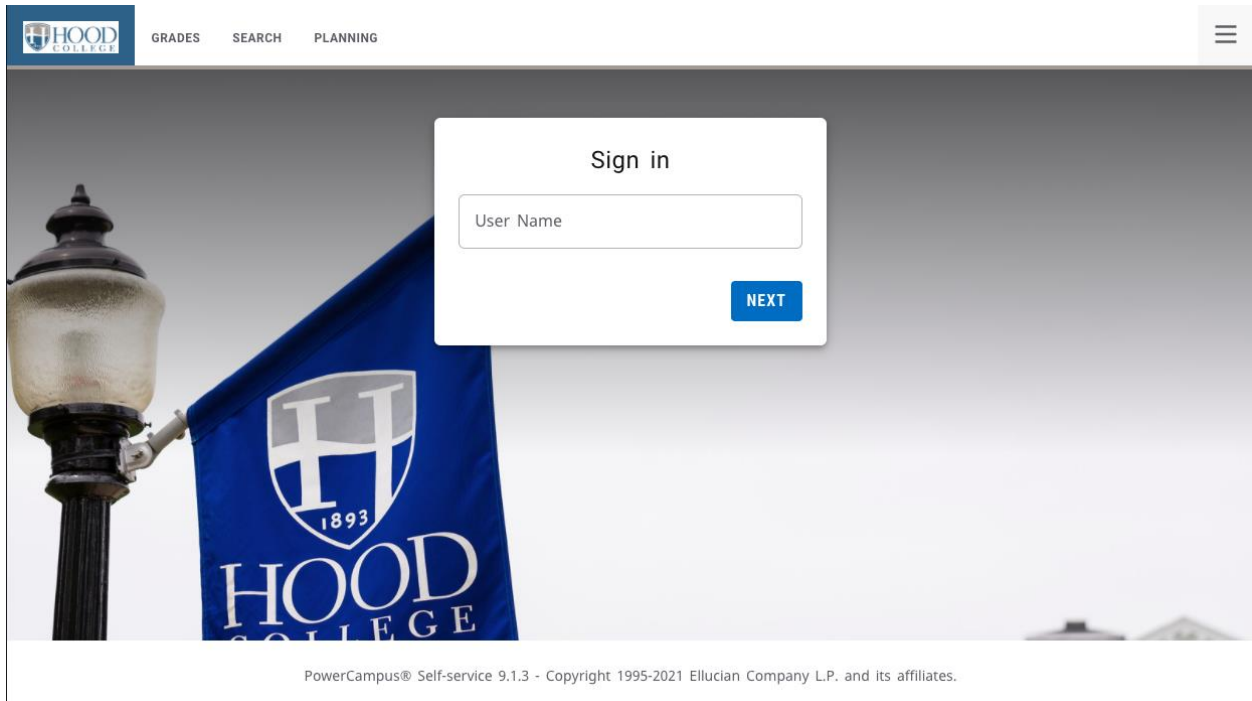 HOOD
COLLEGE
GRADES SEARCH PLANNING
Sign in
User Name
NEXT
1893
HOOD
COLLEGE
PowerCampus® Self-service 9.1.3 - Copyright 1995-2021 Ellucian Company L.P. and its affiliates.